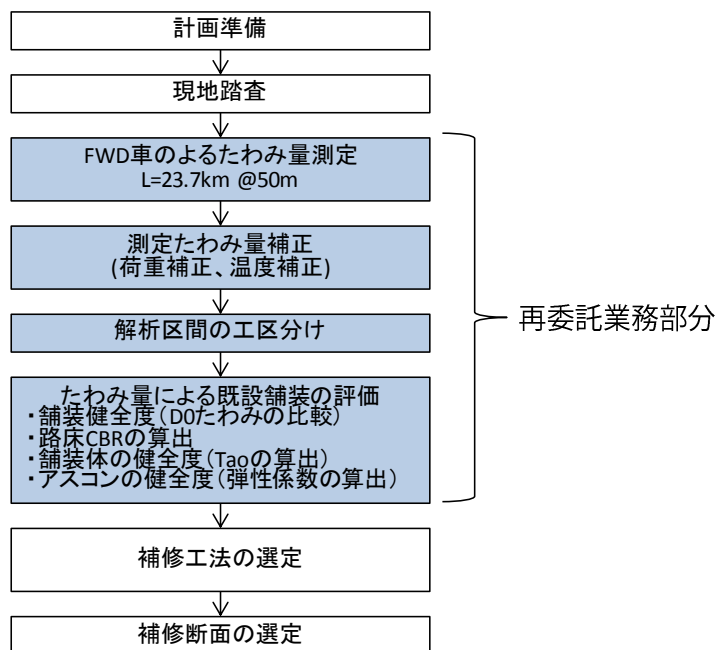 計画準備
現地踏査
FWD車のよるたわみ量測定
L=23.7km @50m
測定たわみ量補正
(荷重補正、温度補正)
解析区間の工区分け
たわみ量による既設舗装の評価
・舗装健全度（D0たわみの比較）
・路床CBRの算出
・舗装体の健全度（Taoの算出）
・アスコンの健全度（弾性係数の算出）
再委託業務部分
補修工法の選定
補修断面の選定